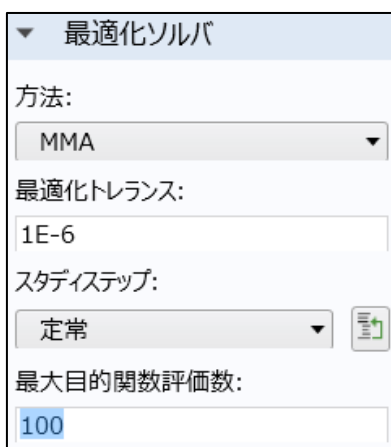 最適化ソルバ
方法:
MMA
最適化トレランス:
1E-6
スタディステップ:
定常
最大目的関数評価数:
100